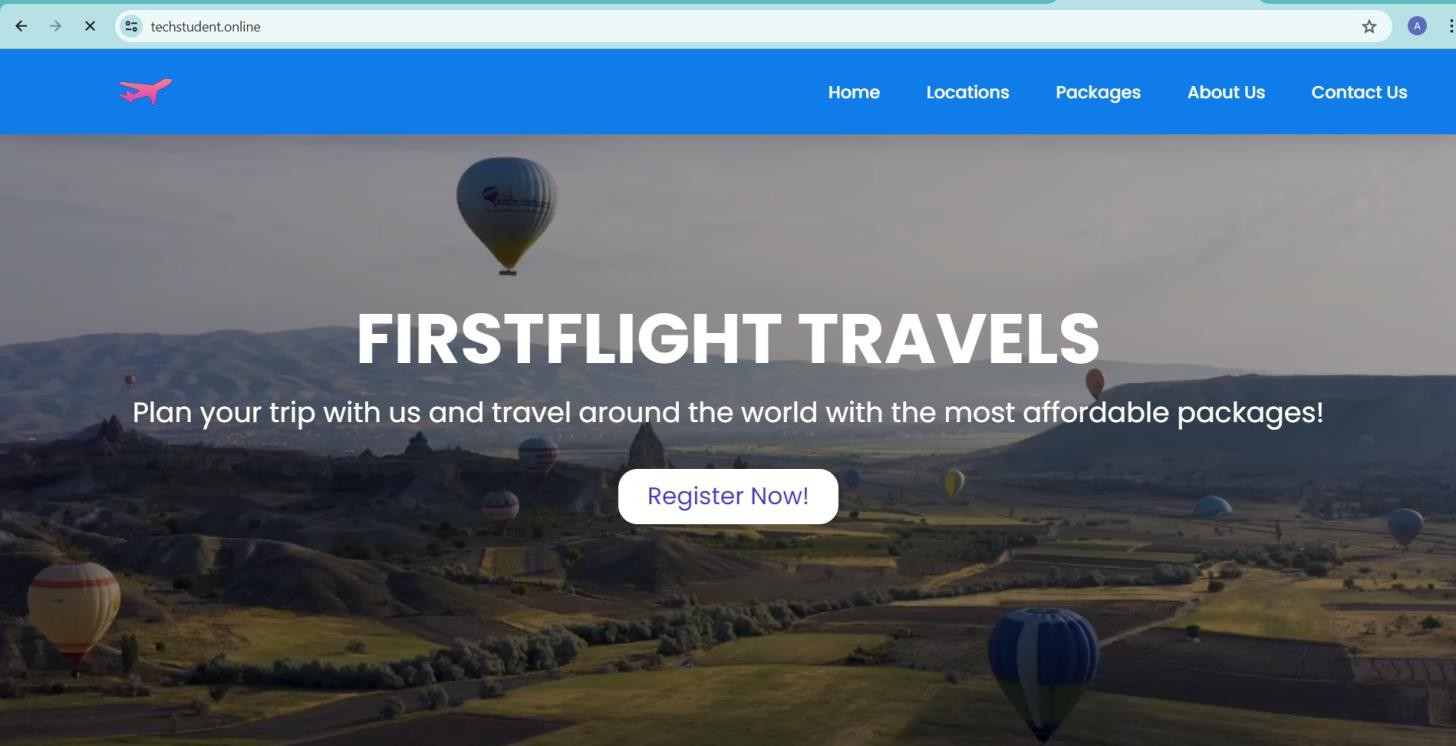 techstudent.online
A
Home Locations Packages About Us Contact Us
FIRSTFLIGHT TRAVELS
Plan your trip with us and travel around the world with the most affordable packages!
Register Now!